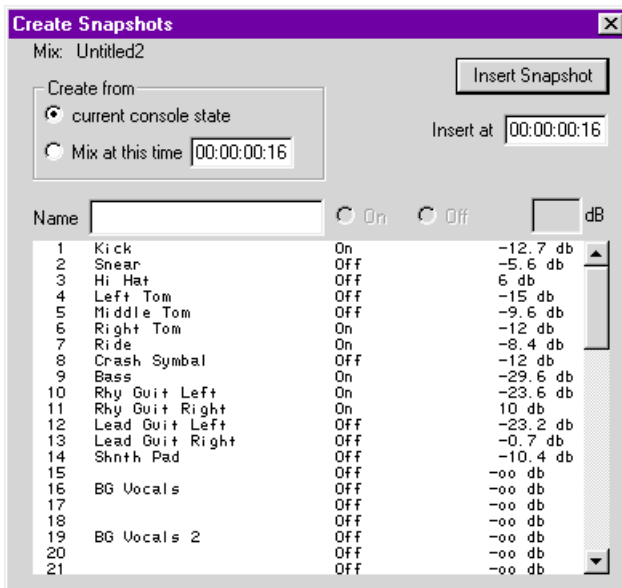 Create Snapshots
Mix: Untitled2
Insert Snapshot
Create from
current console state
Insert at 00:00:00:16
Mix at this time 00:00:00:16
Name On Off dB
1 Kick On -12.7 db
2 Snear Off -5.6 db
3 Hi Hat Off 6 db
4 Left Tom Off -15 db
5 Middle Tom Off -9.6 db
6 Right Tom On -12 db
7 Ride On -8.4 db
8 Crash Symbal Off -12 db
9 Bass On -29.6 db
10 Rhy Guit Left On -23.6 db
11 Rhy Guit Right On 10 db
12 Lead Guit Left Off -23.2 db
13 Lead Guit Right Off -0.7 db
14 Shnth Pad Off -10.4 db
15 Off -oo db
16 BG Vocals Off -oo db
17 Off -oo db
18 Off -oo db
19 BG Vocals 2 Off -oo db
20 Off -oo db
21 Off -oo db